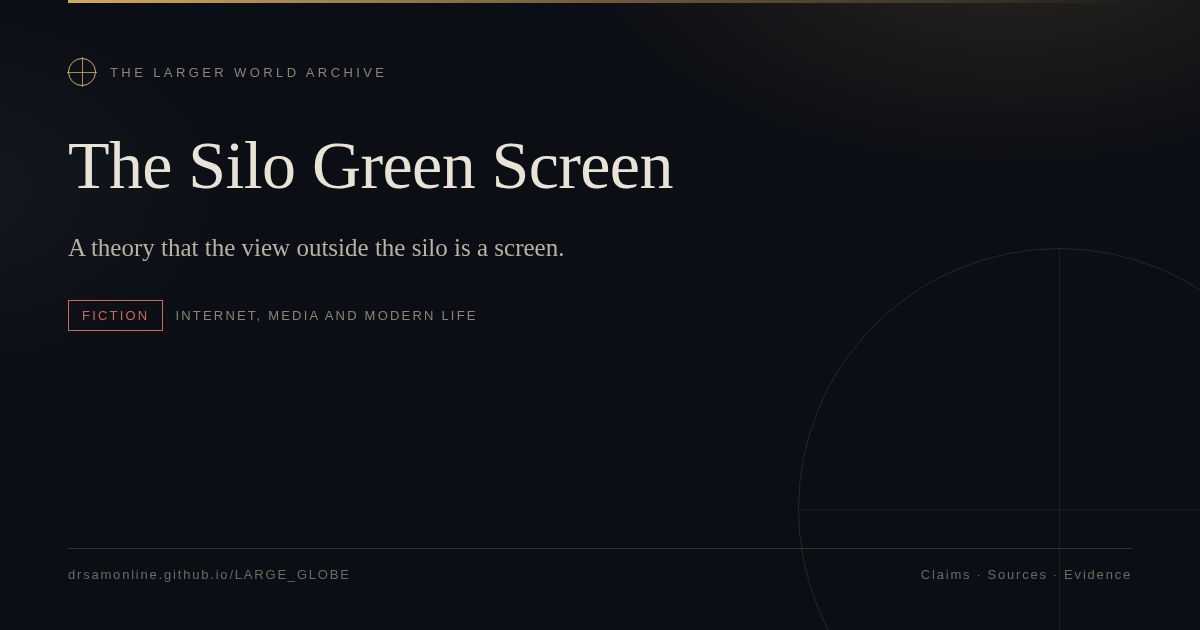 THE LARGER WORLD ARCHIVE
The Silo Green Screen
A theory that the view outside the silo is a screen.
FICTION INTERNET, MEDIA AND MODERN LIFE
drsamonline.github.io/LARGE_GLOBE Claims · Sources · Evidence